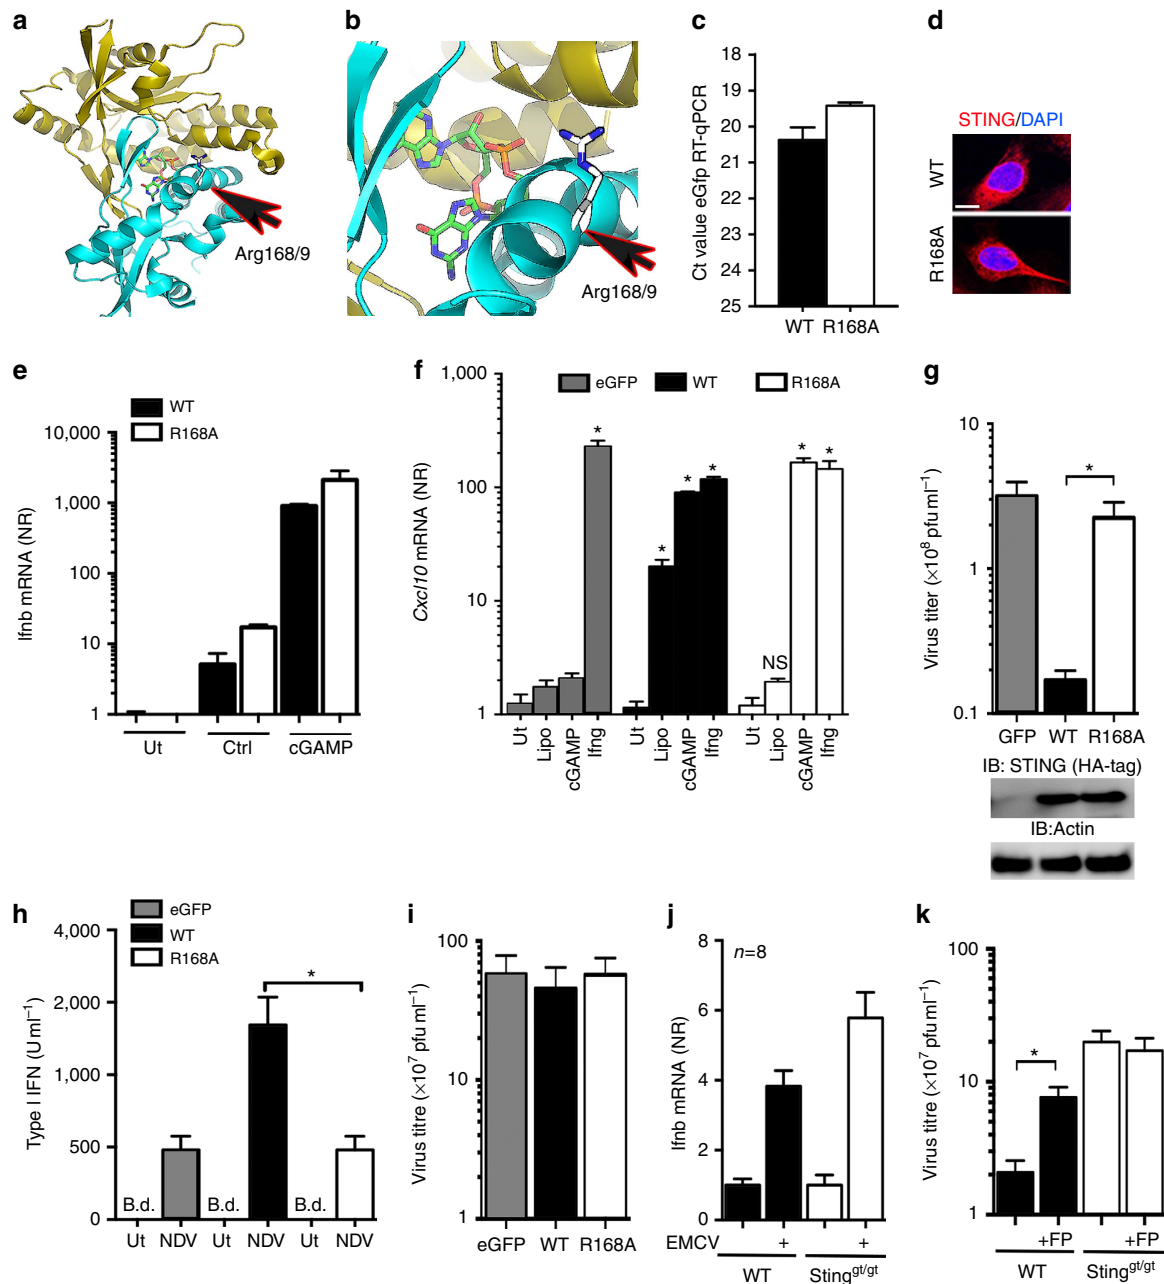 a
Arg168/9
b
Arg168/9
c
Ct value eGfp RT-qPCR
18
19
20
21
22
23
24
25
WT R168A
d
STING/DAPI
WT
R168A
e
WT
R168A
Ifnb mRNA (NR)
10,000
1,000
100
10
1
Ut Ctrl cGAMP
f
eGFP WT R168A
Cxcl10 mRNA (NR)
1,000
100
10
1
* * * * NS * *
Ut Lipo cGAMP Ifng Ut Lipo cGAMP Ifng Ut Lipo cGAMP Ifng
g
Virus titer (×10⁸ pfu ml⁻¹)
10
1
0.1
*
GFP WT R168A
IB: STING (HA-tag)
IB:Actin
h
eGFP
WT
R168A
Type I IFN (U ml⁻¹)
4,000
2,000
1,000
500
0
*
B.d. B.d. B.d.
Ut NDV Ut NDV Ut NDV
i
Virus titre (×10⁷ pfu ml⁻¹)
100
10
1
eGFP WT R168A
j
n=8
Ifnb mRNA (NR)
8
6
4
2
0
EMCV + +
WT Sting^gt/gt
k
Virus titre (×10⁷ pfu ml⁻¹)
100
10
1
*
+FP +FP
WT Sting^gt/gt